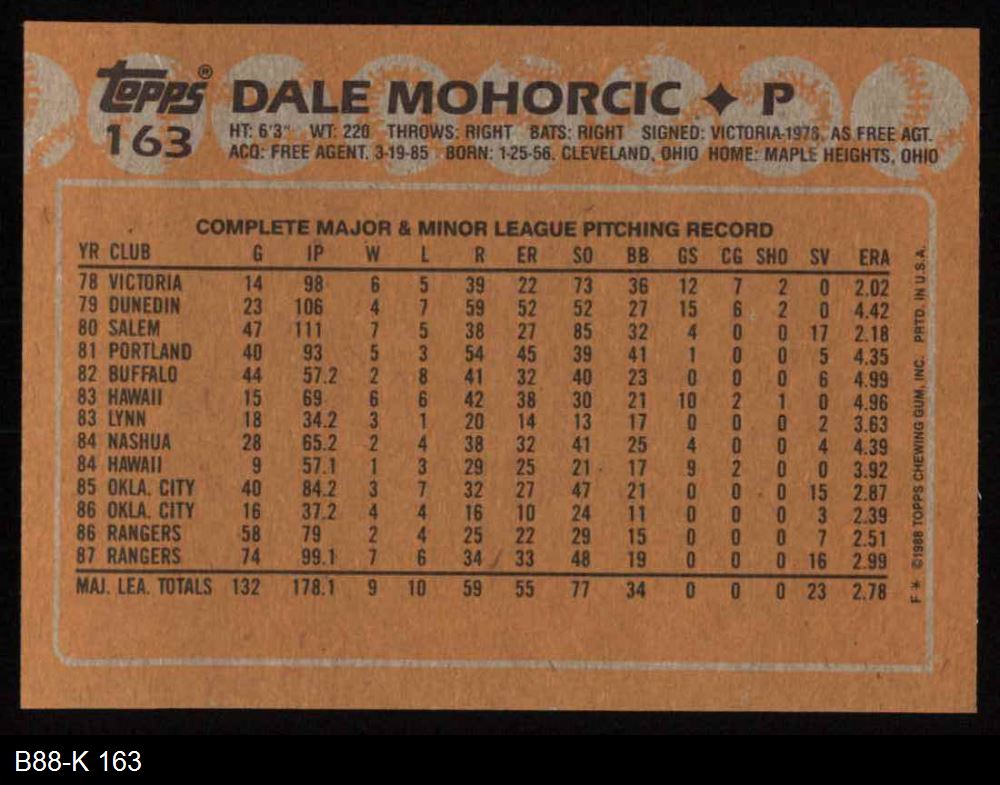 Topps® DALE MOHORCIC ✦ P
163
HT: 6'3" WT: 220 THROWS: RIGHT BATS: RIGHT SIGNED: VICTORIA-1978, AS FREE AGT.
ACQ: FREE AGENT, 3-19-85 BORN: 1-25-56, CLEVELAND, OHIO HOME: MAPLE HEIGHTS, OHIO
COMPLETE MAJOR & MINOR LEAGUE PITCHING RECORD
YR CLUB G IP W L R ER SO BB GS CG SHO SV ERA
78 VICTORIA 14 98 6 5 39 22 73 36 12 7 2 0 2.02
79 DUNEDIN 23 106 4 7 59 52 52 27 15 6 2 0 4.42
80 SALEM 47 111 7 5 38 27 85 32 4 0 0 17 2.18
81 PORTLAND 40 93 5 3 54 45 39 41 1 0 0 5 4.35
82 BUFFALO 44 57.2 2 8 41 32 40 23 0 0 0 6 4.99
83 HAWAII 15 69 6 6 42 38 30 21 10 2 1 0 4.96
83 LYNN 18 34.2 3 1 20 14 13 17 0 0 0 2 3.63
84 NASHUA 28 65.2 2 4 38 32 41 25 4 0 0 4 4.39
84 HAWAII 9 57.1 1 3 29 25 21 17 9 2 0 0 3.92
85 OKLA. CITY 40 84.2 3 7 32 27 47 21 0 0 0 15 2.87
86 OKLA. CITY 16 37.2 4 4 16 10 24 11 0 0 0 3 2.39
86 RANGERS 58 79 2 4 25 22 29 15 0 0 0 7 2.51
87 RANGERS 74 99.1 7 6 34 33 48 19 0 0 0 16 2.99
MAJ. LEA. TOTALS 132 178.1 9 10 59 55 77 34 0 0 0 23 2.78
F * ©1988 TOPPS CHEWING GUM, INC. PRTD. IN U.S.A.
B88-K 163